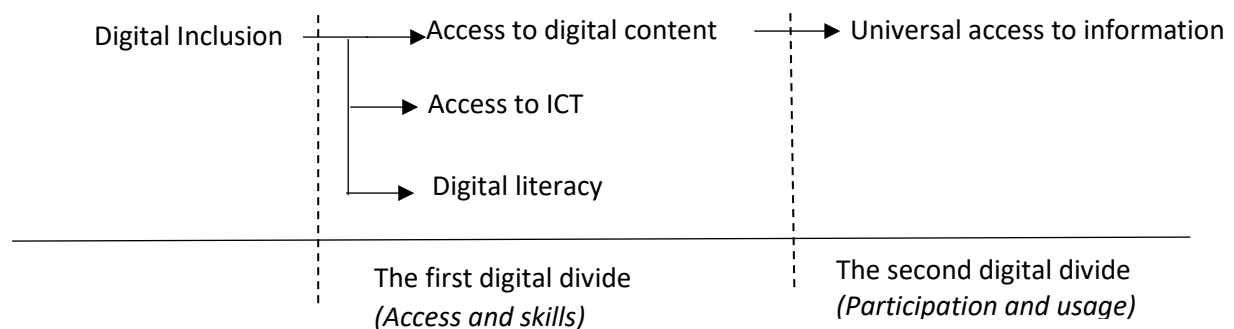 Digital Inclusion
Access to digital content
Universal access to information
Access to ICT
Digital literacy
The first digital divide
(Access and skills)
The second digital divide
(Participation and usage)